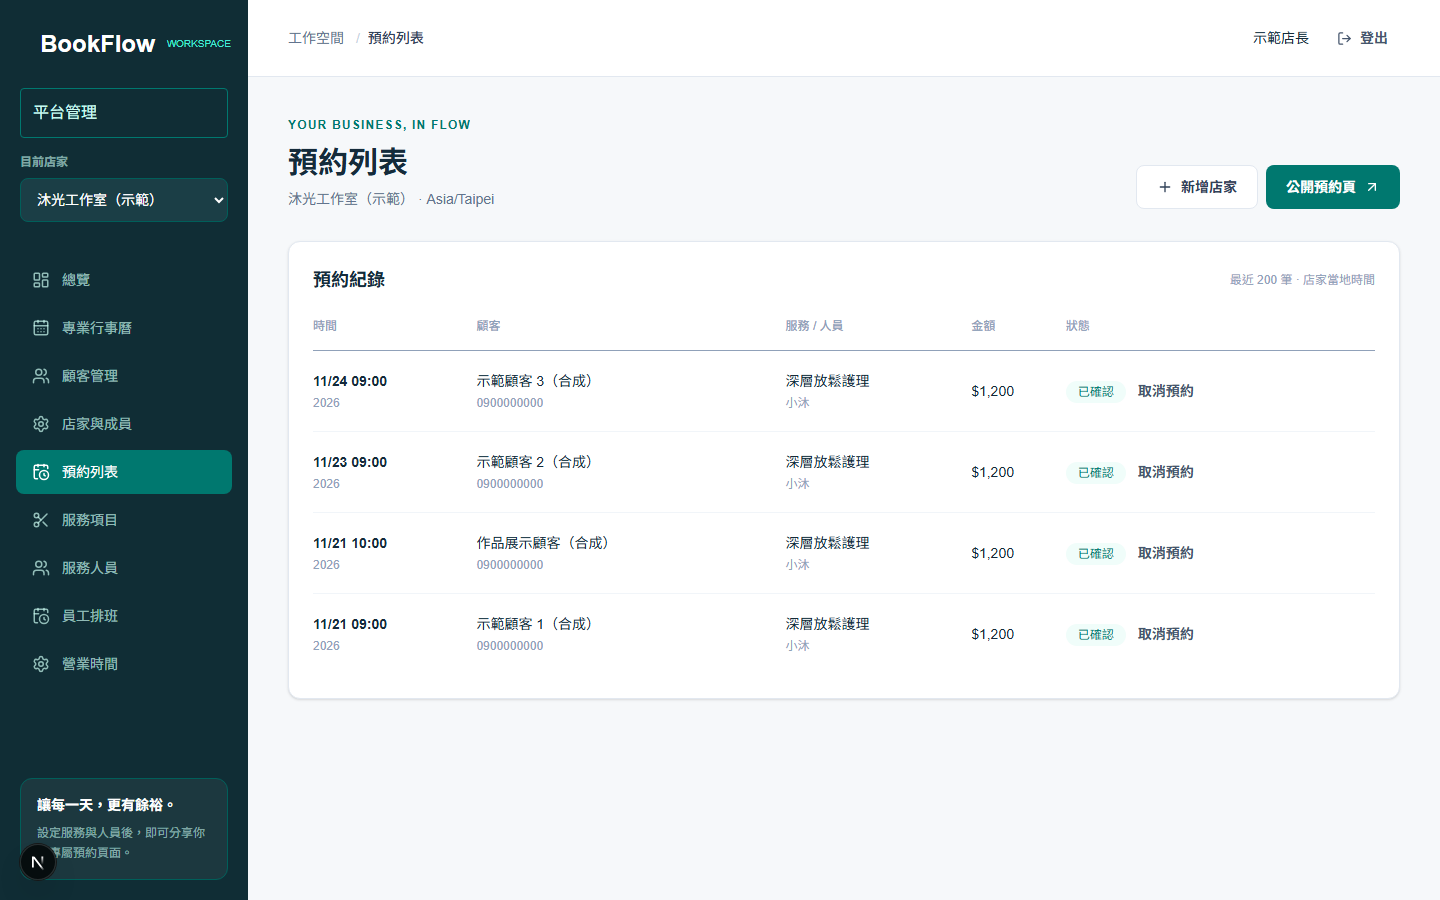 BookFlow WORKSPACE
平台管理
目前店家
沐光工作室（示範）
總覽
專業行事曆
顧客管理
店家與成員
預約列表
服務項目
服務人員
員工排班
營業時間
讓每一天，更有餘裕。
設定服務與人員後，即可分享你
專屬預約頁面。
N
工作空間 / 預約列表
示範店長
登出
YOUR BUSINESS, IN FLOW
預約列表
沐光工作室（示範） · Asia/Taipei
新增店家
公開預約頁
預約紀錄
最近 200 筆 · 店家當地時間
時間 顧客 服務 / 人員 金額 狀態
11/24 09:00 示範顧客 3（合成） 深層放鬆護理 $1,200 已確認 取消預約
2026 0900000000 小沐
11/23 09:00 示範顧客 2（合成） 深層放鬆護理 $1,200 已確認 取消預約
2026 0900000000 小沐
11/21 10:00 作品展示顧客（合成） 深層放鬆護理 $1,200 已確認 取消預約
2026 0900000000 小沐
11/21 09:00 示範顧客 1（合成） 深層放鬆護理 $1,200 已確認 取消預約
2026 0900000000 小沐